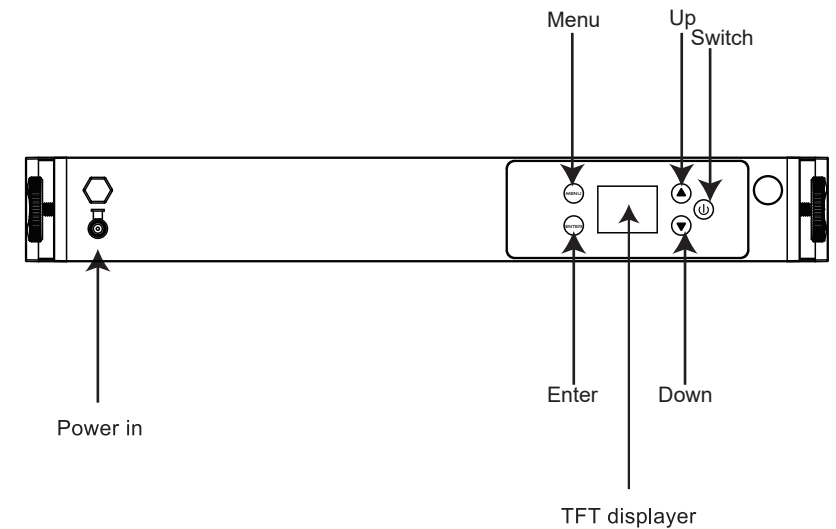 Menu
Up
Switch
MENU
ENTER
Enter
Down
Power in
TFT displayer